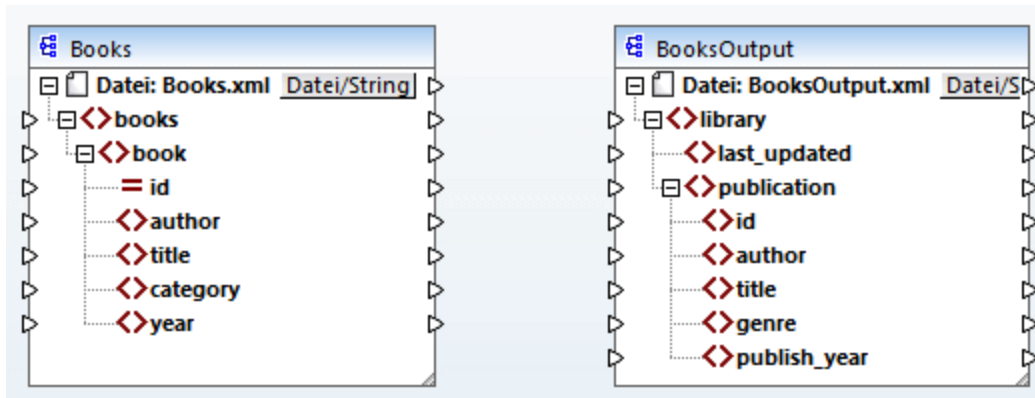 Books
Datei: Books.xml Datei/String
books
book
id
author
title
category
year
BooksOutput
Datei: BooksOutput.xml Datei/S
library
last_updated
publication
id
author
title
genre
publish_year